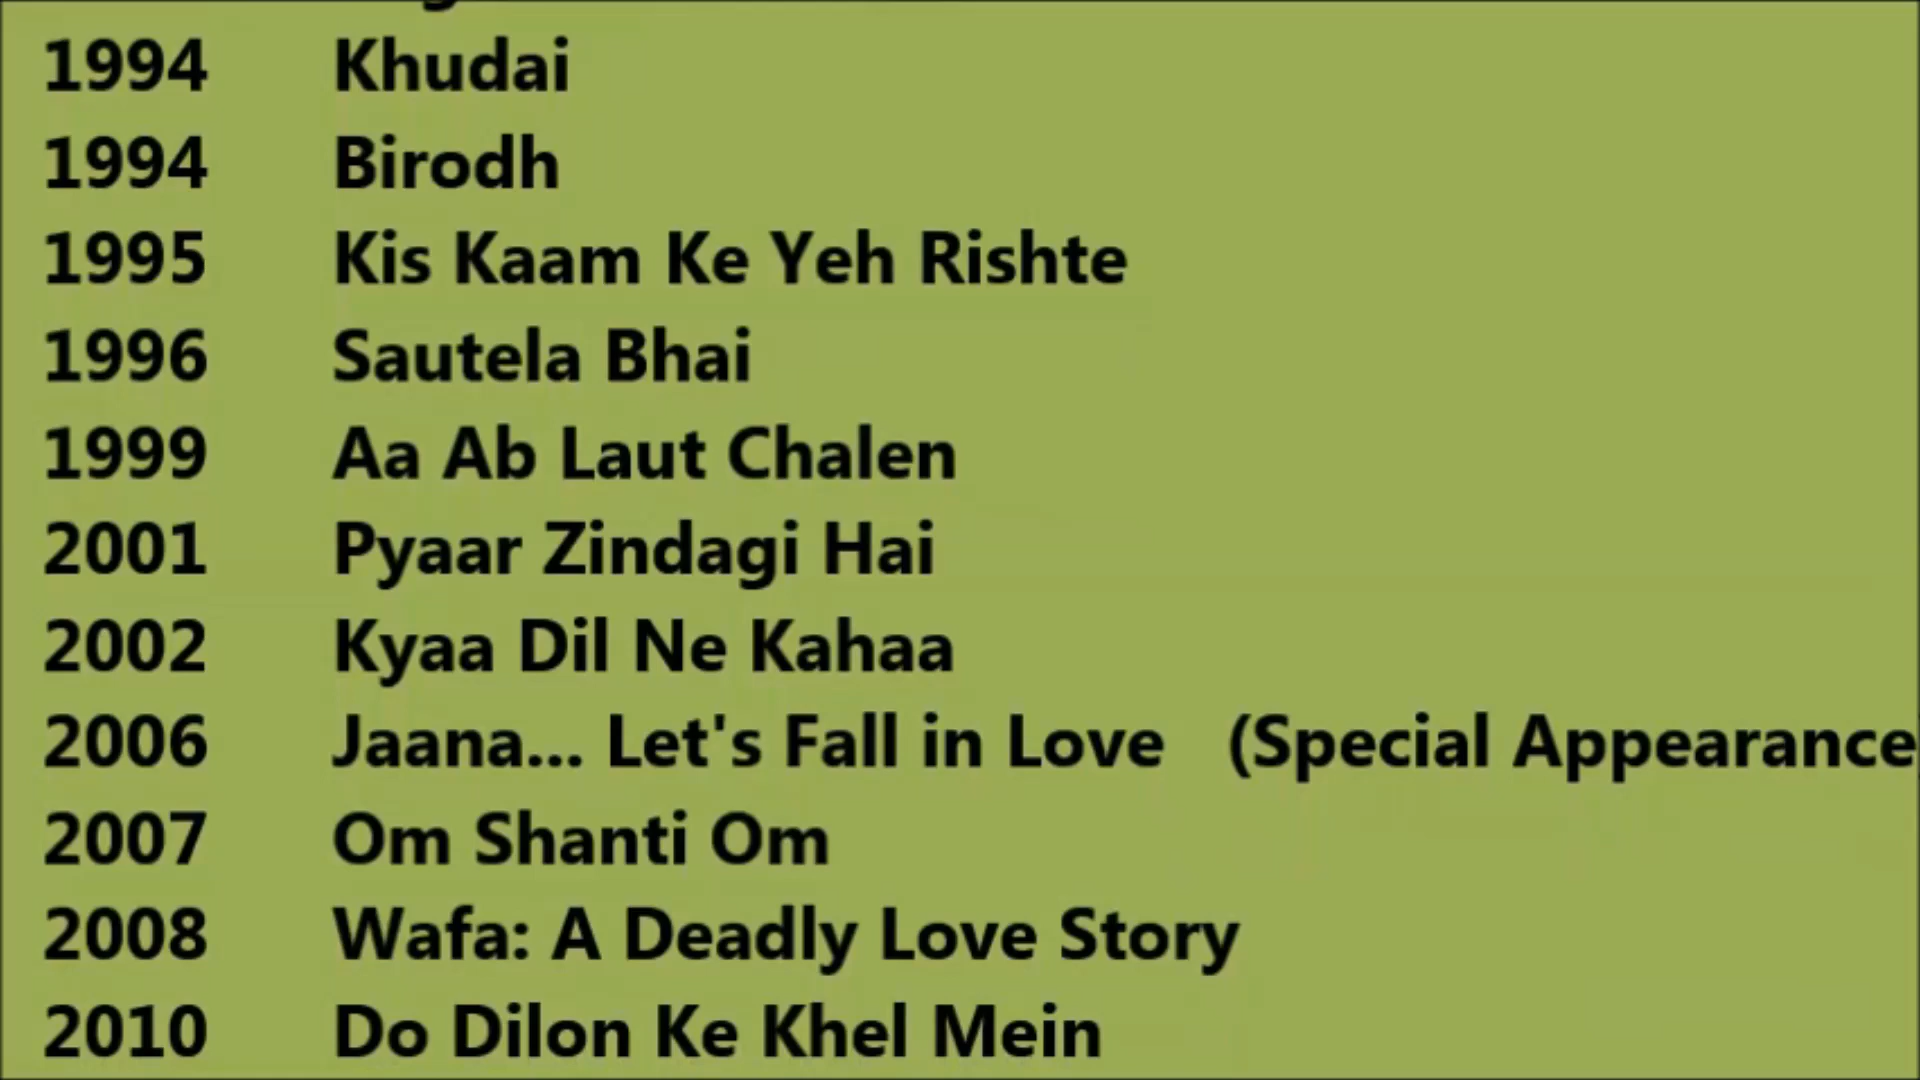 1994 Khudai
1994 Birodh
1995 Kis Kaam Ke Yeh Rishte
1996 Sautela Bhai
1999 Aa Ab Laut Chalen
2001 Pyaar Zindagi Hai
2002 Kyaa Dil Ne Kahaa
2006 Jaana... Let's Fall in Love (Special Appearance
2007 Om Shanti Om
2008 Wafa: A Deadly Love Story
2010 Do Dilon Ke Khel Mein